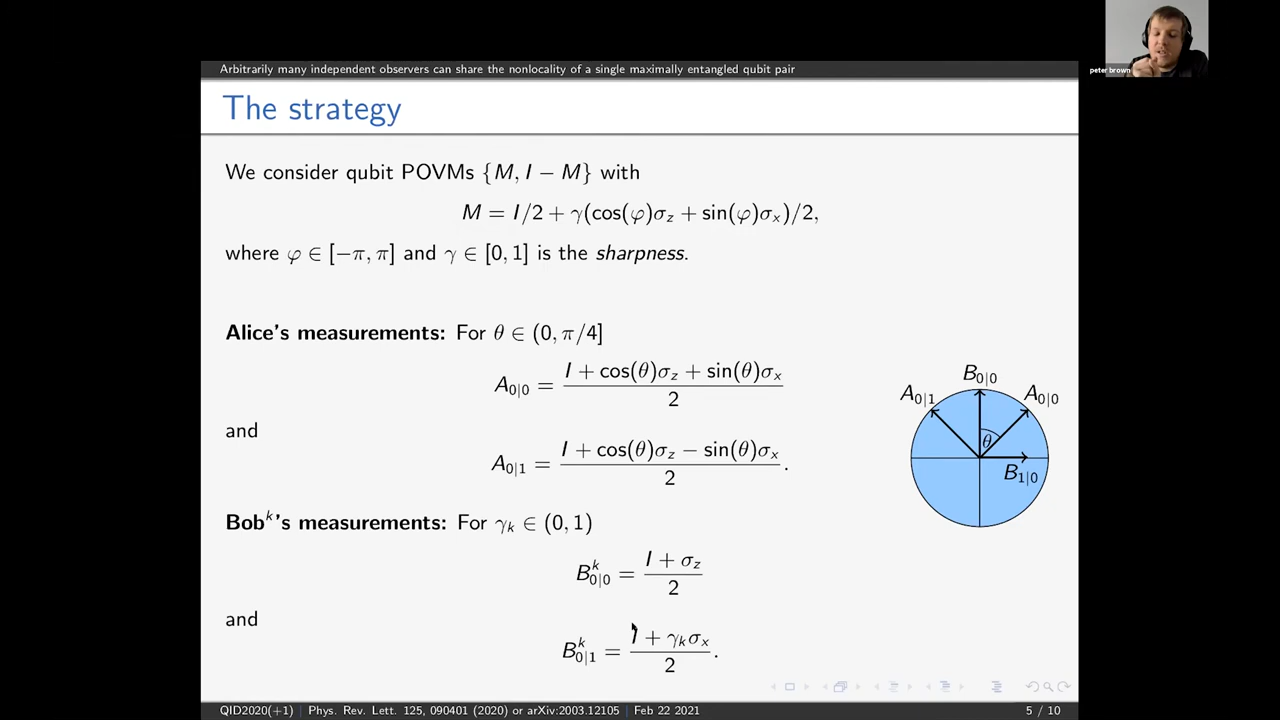 peter brown
Arbitrarily many independent observers can share the nonlocality of a single maximally entangled qubit pair
The strategy
We consider qubit POVMs {M, I − M} with
M = I/2 + γ(cos(φ)σ_z + sin(φ)σ_x)/2,
where φ ∈ [−π, π] and γ ∈ [0, 1] is the sharpness.
Alice's measurements: For θ ∈ (0, π/4]
A_{0|0} = (I + cos(θ)σ_z + sin(θ)σ_x)/2
and
A_{0|1} = (I + cos(θ)σ_z − sin(θ)σ_x)/2.
B_{0|0}
A_{0|1}
A_{0|0}
θ
B_{1|0}
Bob^k's measurements: For γ_k ∈ (0, 1)
B^k_{0|0} = (I + σ_z)/2
and
B^k_{0|1} = (I + γ_kσ_x)/2.
QID2020(+1) | Phys. Rev. Lett. 125, 090401 (2020) or arXiv:2003.12105 | Feb 22 2021
5 / 10